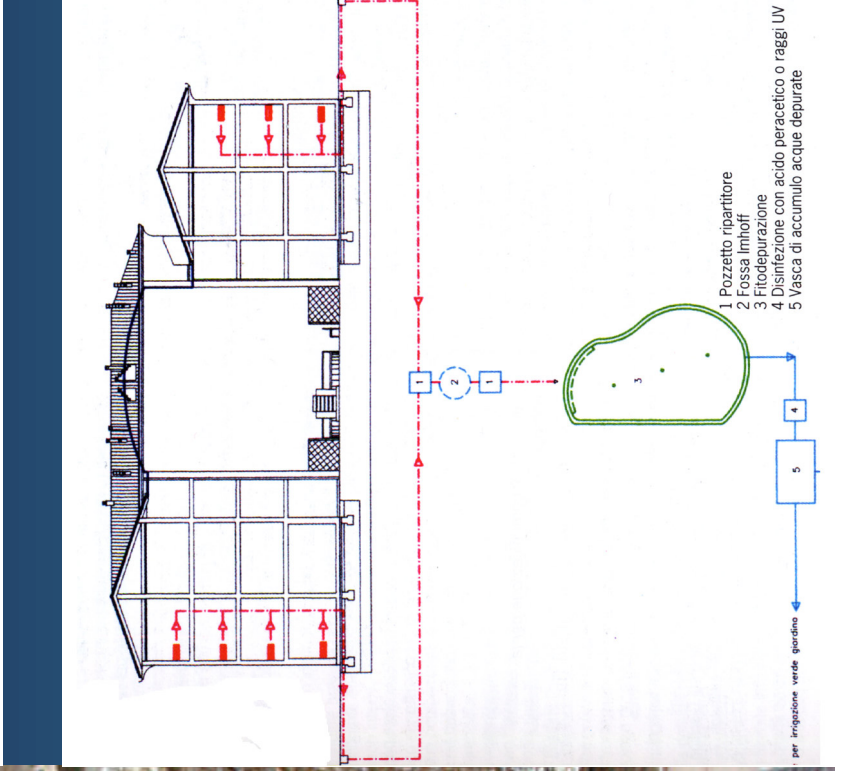 1 Pozzetto ripartitore
2 Fossa Imhoff
3 Fitodepurazione
4 Disinfezione con acido peracetico o raggi UV
5 Vasca di accumulo acque depurate
1
2
1
3
4
5
per irrigazione verde giardino